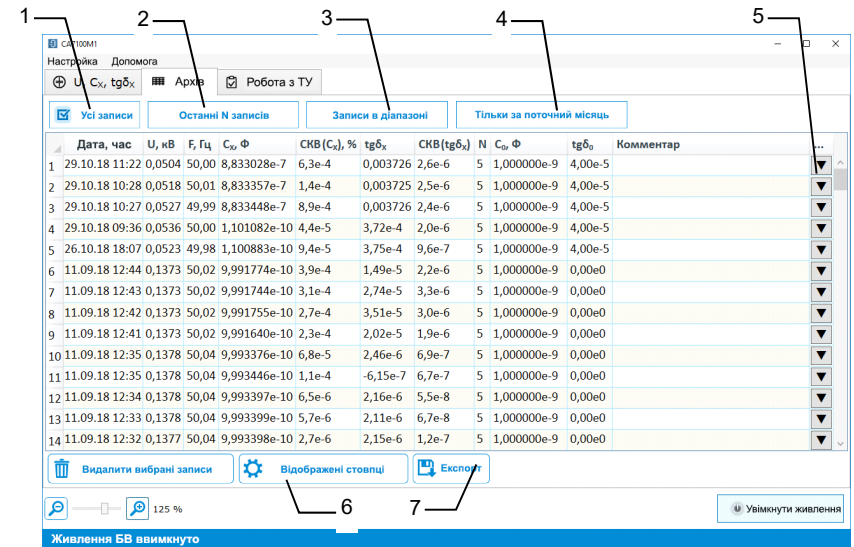 1 2 3 4 5
CA7100M1
Настройка Допомога
U, Cₓ, tgδₓ Архів Робота з ТУ
Усі записи Останні N записів Записи в діапазоні Тільки за поточний місяць
Дата, час U, кВ F, Гц Cₓ, Ф СКВ(Cₓ), % tgδₓ СКВ(tgδₓ) N C₀, Ф tgδ₀ Комментар ...
1 29.10.18 11:22 0,0504 50,00 8,833028e-7 6,3e-4 0,003726 2,6e-6 5 1,000000e-9 4,00e-5
2 29.10.18 10:28 0,0518 50,01 8,833357e-7 1,4e-4 0,003725 2,5e-6 5 1,000000e-9 4,00e-5
3 29.10.18 10:27 0,0527 49,99 8,833448e-7 8,9e-4 0,003726 2,4e-6 5 1,000000e-9 4,00e-5
4 29.10.18 09:36 0,0536 50,00 1,101082e-10 4,4e-5 3,72e-4 2,0e-6 5 1,000000e-9 4,00e-5
5 26.10.18 18:07 0,0523 49,98 1,100883e-10 9,4e-5 3,75e-4 9,6e-7 5 1,000000e-9 4,00e-5
6 11.09.18 12:44 0,1373 50,02 9,991774e-10 3,9e-4 1,49e-5 2,2e-6 5 1,000000e-9 0,00e0
7 11.09.18 12:43 0,1373 50,02 9,991744e-10 3,1e-4 2,74e-5 3,3e-6 5 1,000000e-9 0,00e0
8 11.09.18 12:42 0,1373 50,02 9,991755e-10 2,7e-4 3,51e-5 3,0e-6 5 1,000000e-9 0,00e0
9 11.09.18 12:41 0,1373 50,02 9,991640e-10 2,3e-4 2,02e-5 1,9e-6 5 1,000000e-9 0,00e0
10 11.09.18 12:35 0,1378 50,04 9,993376e-10 6,8e-5 2,46e-6 6,9e-7 5 1,000000e-9 0,00e0
11 11.09.18 12:35 0,1378 50,04 9,993446e-10 1,1e-4 -6,15e-7 6,7e-7 5 1,000000e-9 0,00e0
12 11.09.18 12:34 0,1378 50,04 9,993397e-10 6,5e-6 2,16e-6 5,5e-8 5 1,000000e-9 0,00e0
13 11.09.18 12:33 0,1378 50,04 9,993399e-10 5,7e-6 2,11e-6 6,7e-8 5 1,000000e-9 0,00e0
14 11.09.18 12:32 0,1377 50,04 9,993398e-10 2,7e-6 2,15e-6 1,2e-7 5 1,000000e-9 0,00e0
Видалити вибрані записи Відображені стовпці Експорт
6 7
125 % Увімкнути живлення
Живлення БВ ввимкнуто